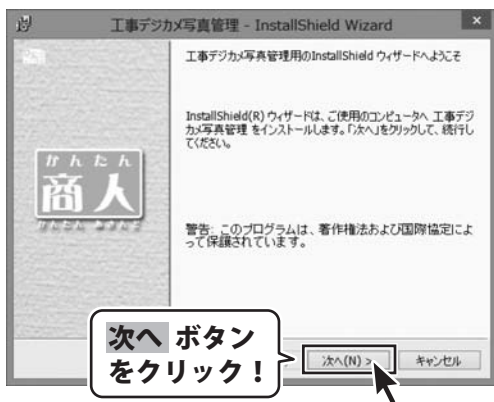 工事デジカメ写真管理 - InstallShield Wizard
工事デジカメ写真管理用のInstallShield ウィザードへようこそ
InstallShield(R) ウィザードは、ご使用のコンピュータへ 工事デジ
カメ写真管理 をインストールします。「次へ」をクリックして、続行し
てください。
かんたん
商人
警告: このプログラムは、著作権法および国際協定によ
って保護されています。
次へ ボタン
をクリック！
次へ(N) >
キャンセル